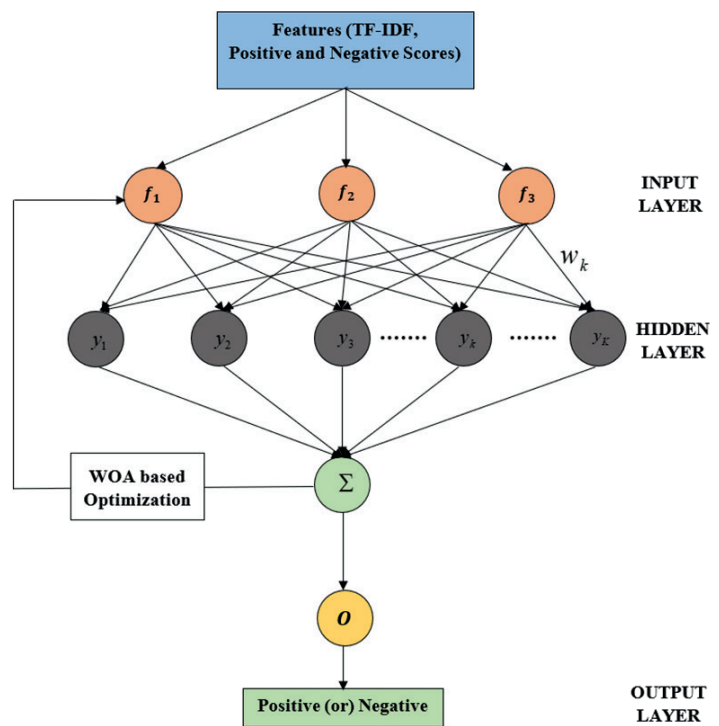 Features (TF-IDF,
Positive and Negative Scores)
f₁ f₂ f₃
INPUT
LAYER
wₖ
y₁ y₂ y₃ ........ yₖ ....... y_K
HIDDEN
LAYER
WOA based
Optimization
Σ
O
Positive (or) Negative
OUTPUT
LAYER